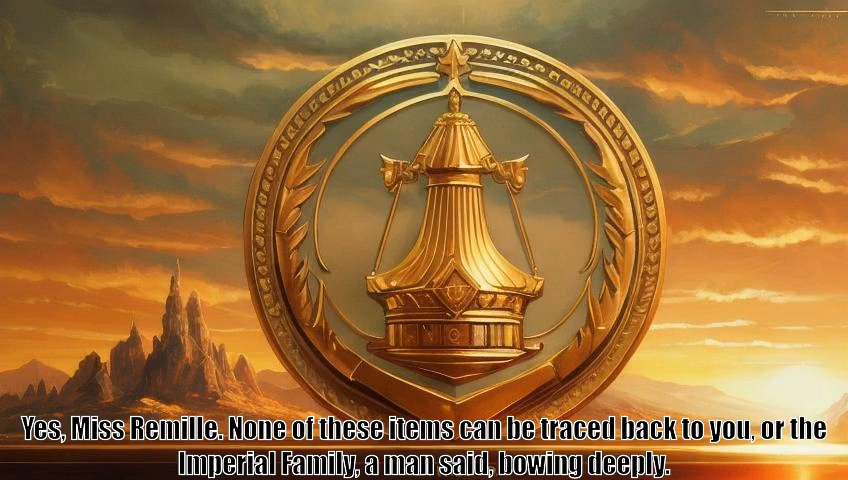 Yes, Miss Remille. None of these items can be traced back to you, or the
Imperial Family, a man said, bowing deeply.